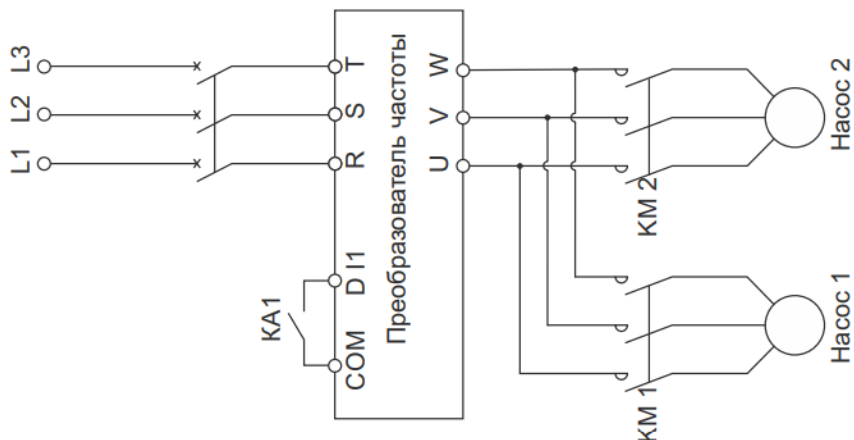 L3
L2
L1
T
S
R
D I1
COM
KA1
Преобразователь частоты
W
V
U
KM 2
Насос 2
KM 1
Насос 1